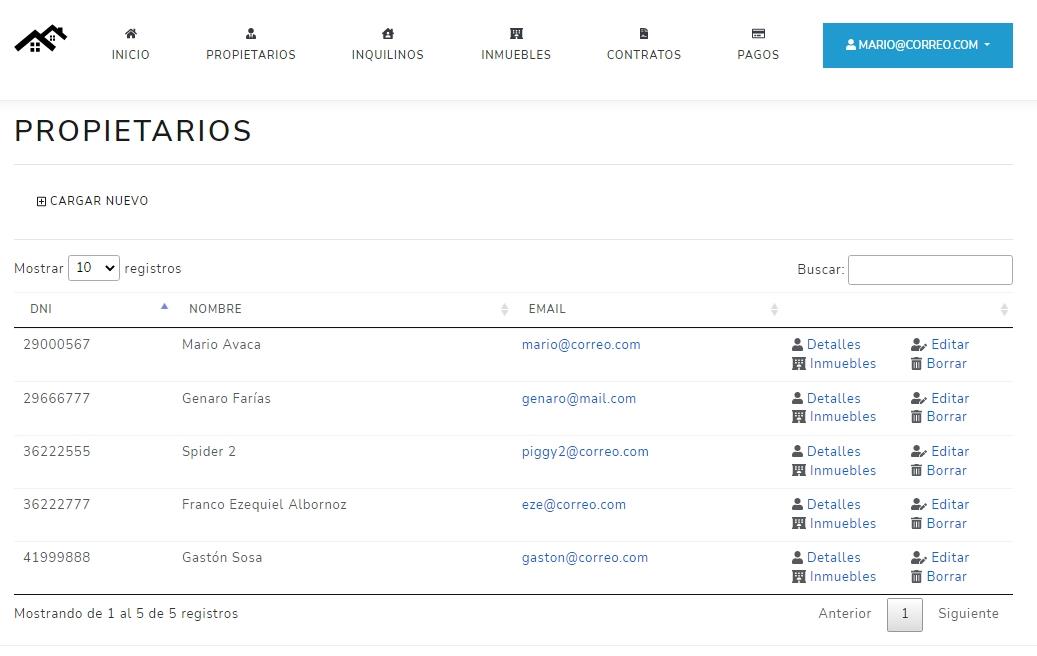 INICIO PROPIETARIOS INQUILINOS INMUEBLES CONTRATOS PAGOS MARIO@CORREO.COM
PROPIETARIOS
CARGAR NUEVO
Mostrar 10 registros Buscar:
DNI NOMBRE EMAIL
29000567 Mario Avaca mario@correo.com Detalles Editar
Inmuebles Borrar
29666777 Genaro Farías genaro@mail.com Detalles Editar
Inmuebles Borrar
36222555 Spider 2 piggy2@correo.com Detalles Editar
Inmuebles Borrar
36222777 Franco Ezequiel Albornoz eze@correo.com Detalles Editar
Inmuebles Borrar
41999888 Gastón Sosa gaston@correo.com Detalles Editar
Inmuebles Borrar
Mostrando de 1 al 5 de 5 registros Anterior 1 Siguiente